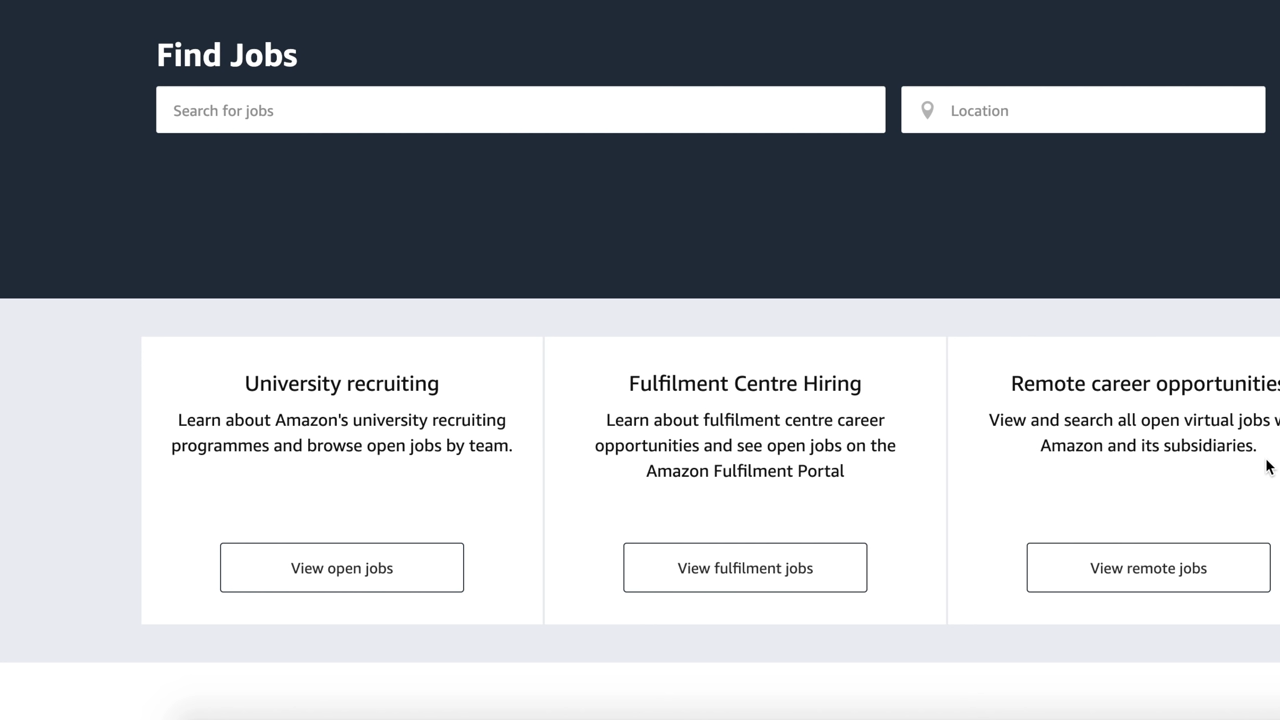 Find Jobs
Search for jobs
Location
University recruiting
Learn about Amazon's university recruiting
programmes and browse open jobs by team.
View open jobs
Fulfilment Centre Hiring
Learn about fulfilment centre career
opportunities and see open jobs on the
Amazon Fulfilment Portal
View fulfilment jobs
Remote career opportunities
View and search all open virtual jobs
Amazon and its subsidiaries.
View remote jobs